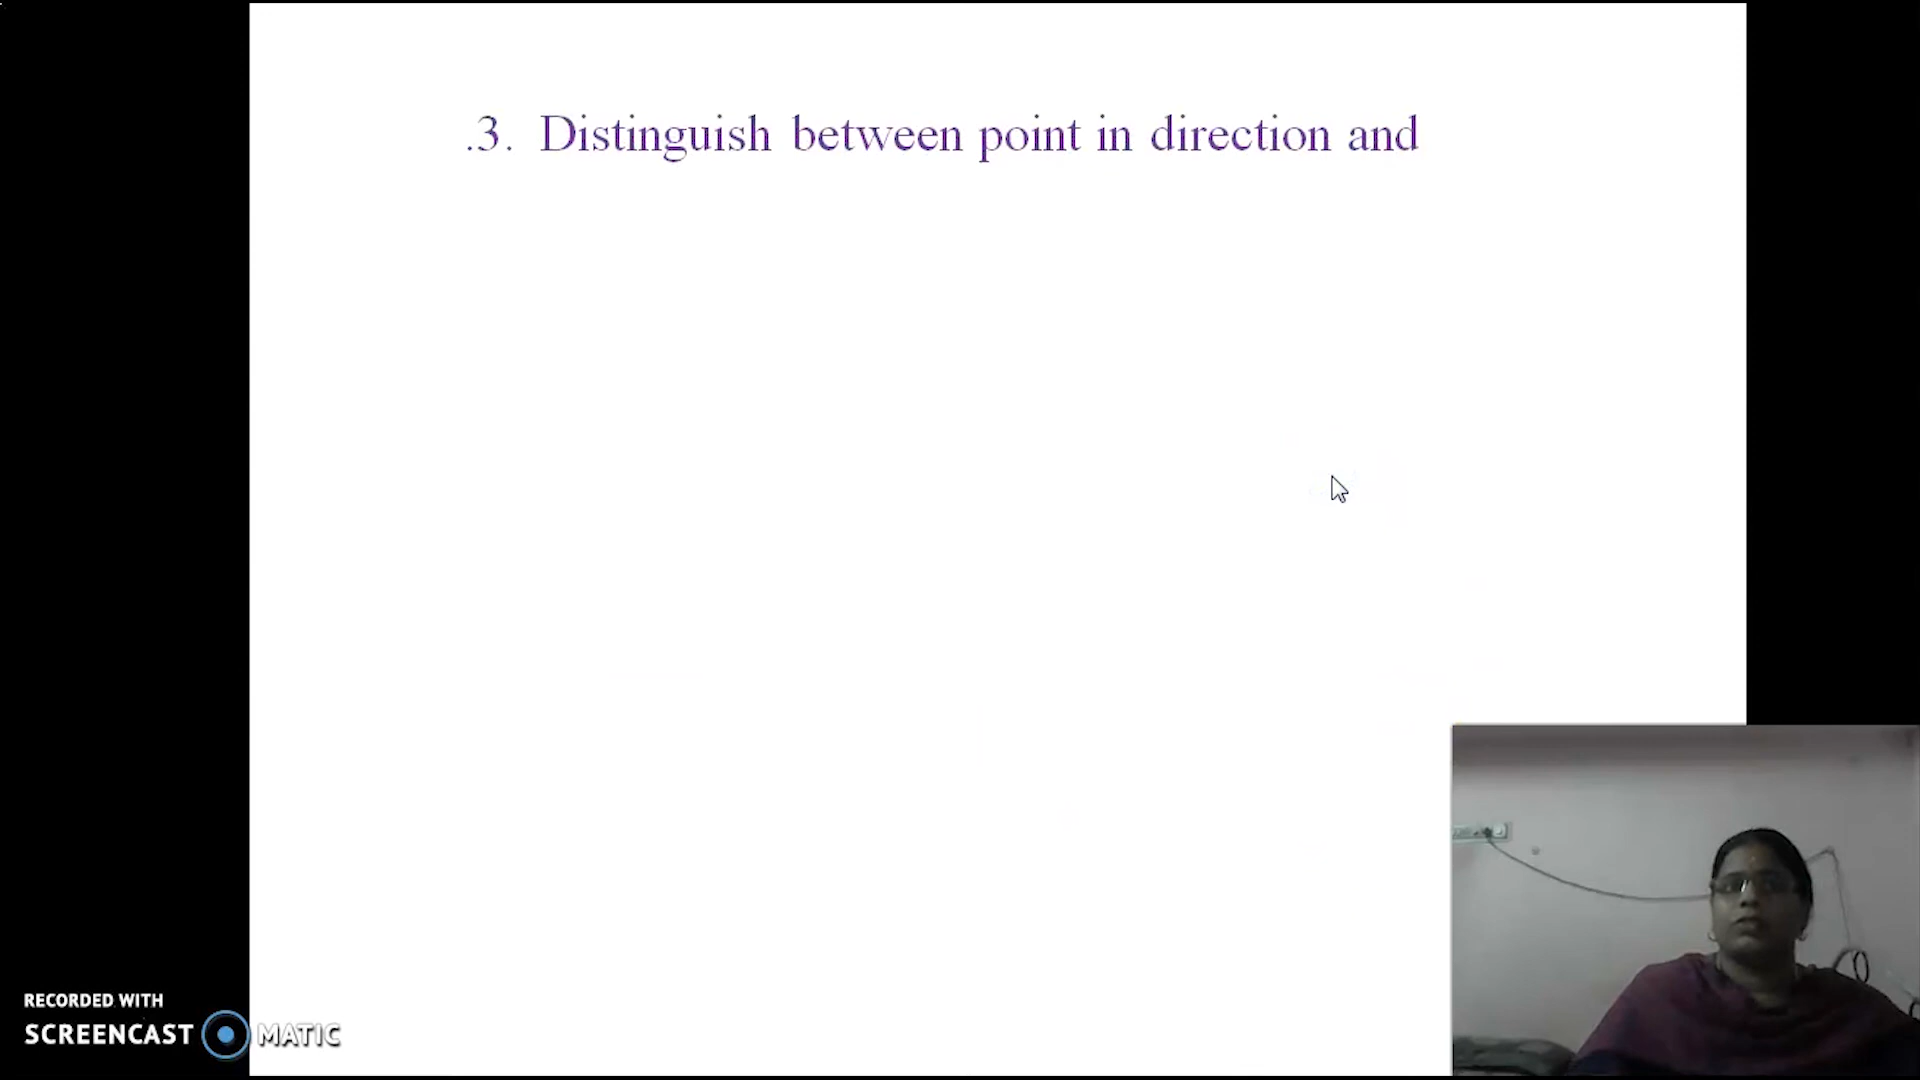 .3. Distinguish between point in direction and
RECORDED WITH
SCREENCAST MATIC